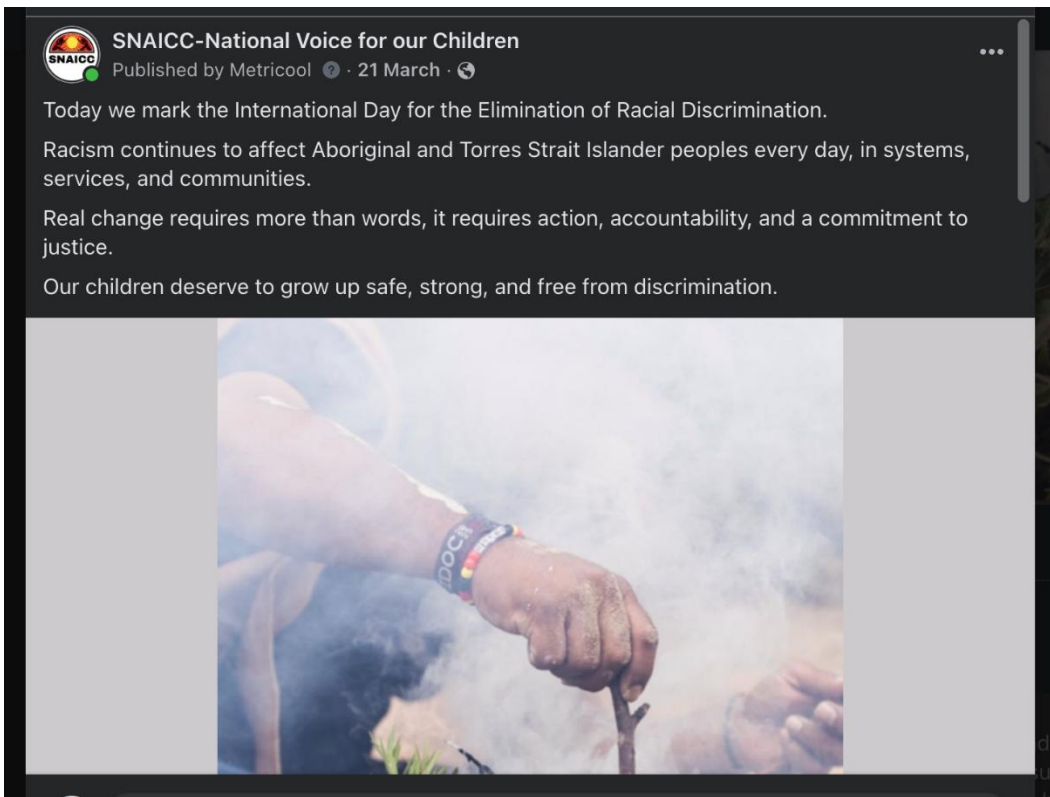 SNAICC-National Voice for our Children
SNAICC
Published by Metricool · 21 March ·
Today we mark the International Day for the Elimination of Racial Discrimination.
Racism continues to affect Aboriginal and Torres Strait Islander peoples every day, in systems,
services, and communities.
Real change requires more than words, it requires action, accountability, and a commitment to
justice.
Our children deserve to grow up safe, strong, and free from discrimination.